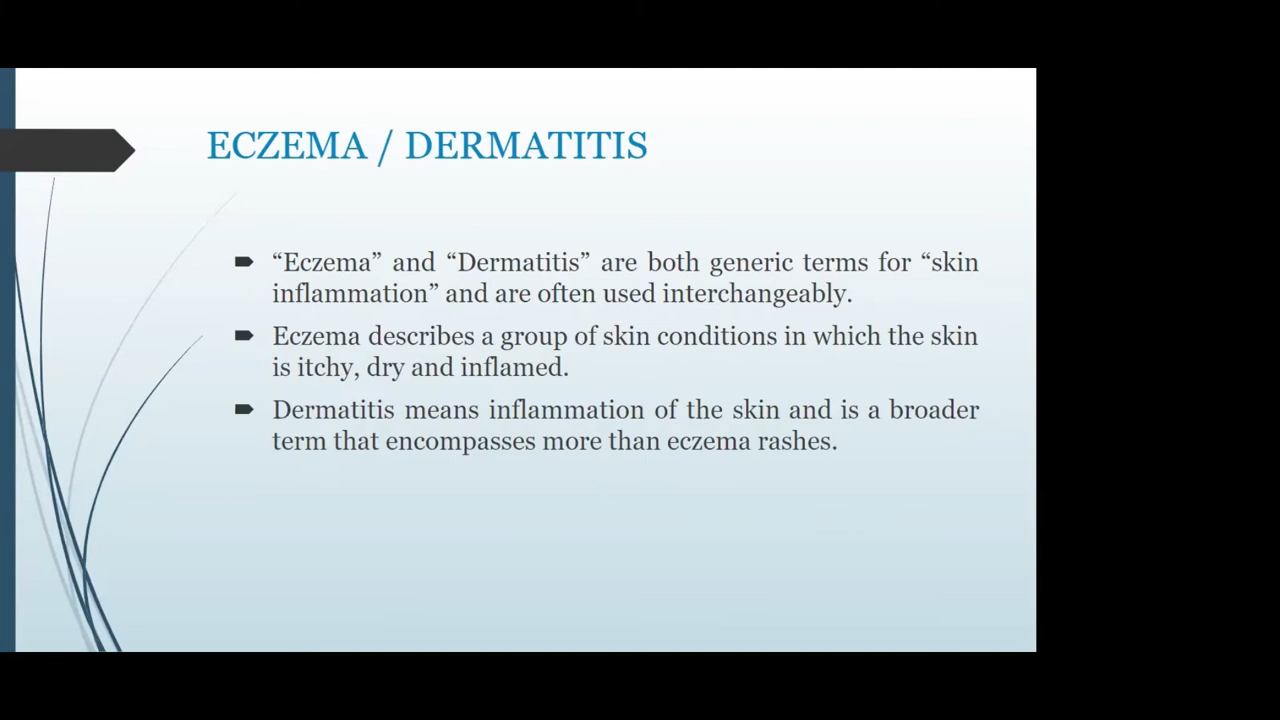 ECZEMA / DERMATITIS
“Eczema” and “Dermatitis” are both generic terms for “skin
inflammation” and are often used interchangeably.
Eczema describes a group of skin conditions in which the skin
is itchy, dry and inflamed.
Dermatitis means inflammation of the skin and is a broader
term that encompasses more than eczema rashes.